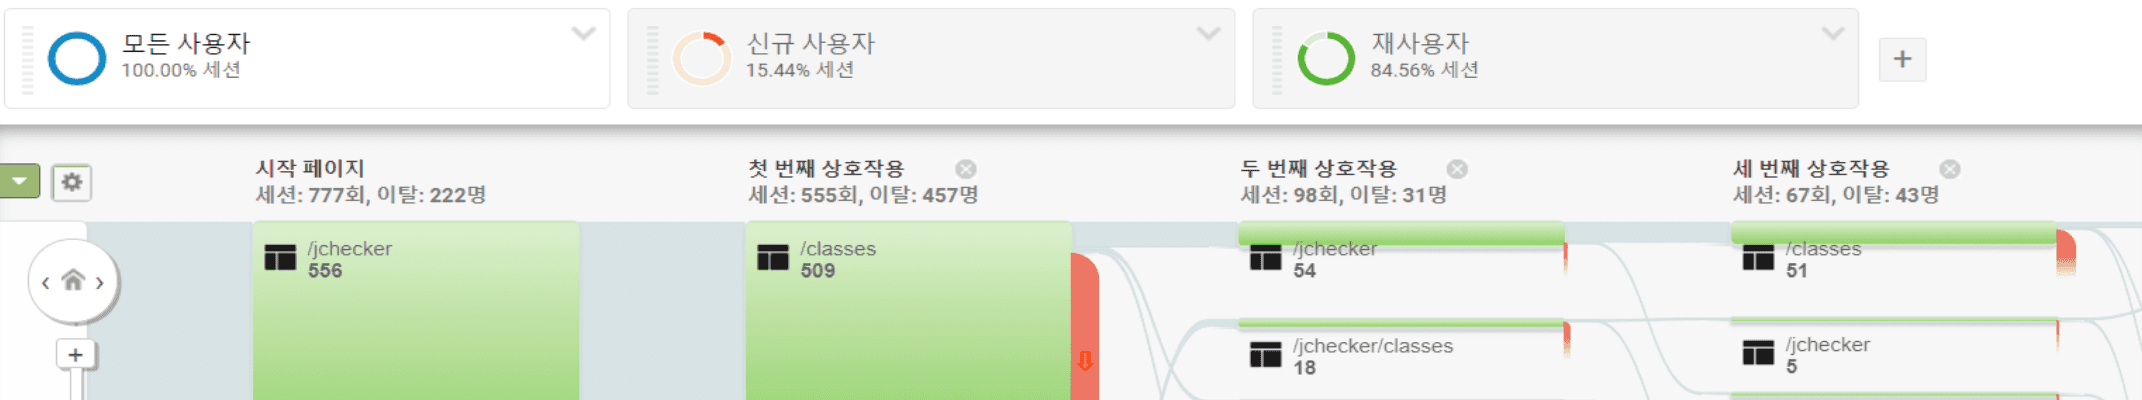 모든 사용자
100.00% 세션
신규 사용자
15.44% 세션
재사용자
84.56% 세션
+
시작 페이지
세션: 777회, 이탈: 222명
첫 번째 상호작용
세션: 555회, 이탈: 457명
두 번째 상호작용
세션: 98회, 이탈: 31명
세 번째 상호작용
세션: 67회, 이탈: 43명
/jchecker
556
/classes
509
/jchecker
54
/classes
51
/jchecker/classes
18
/jchecker
5
+